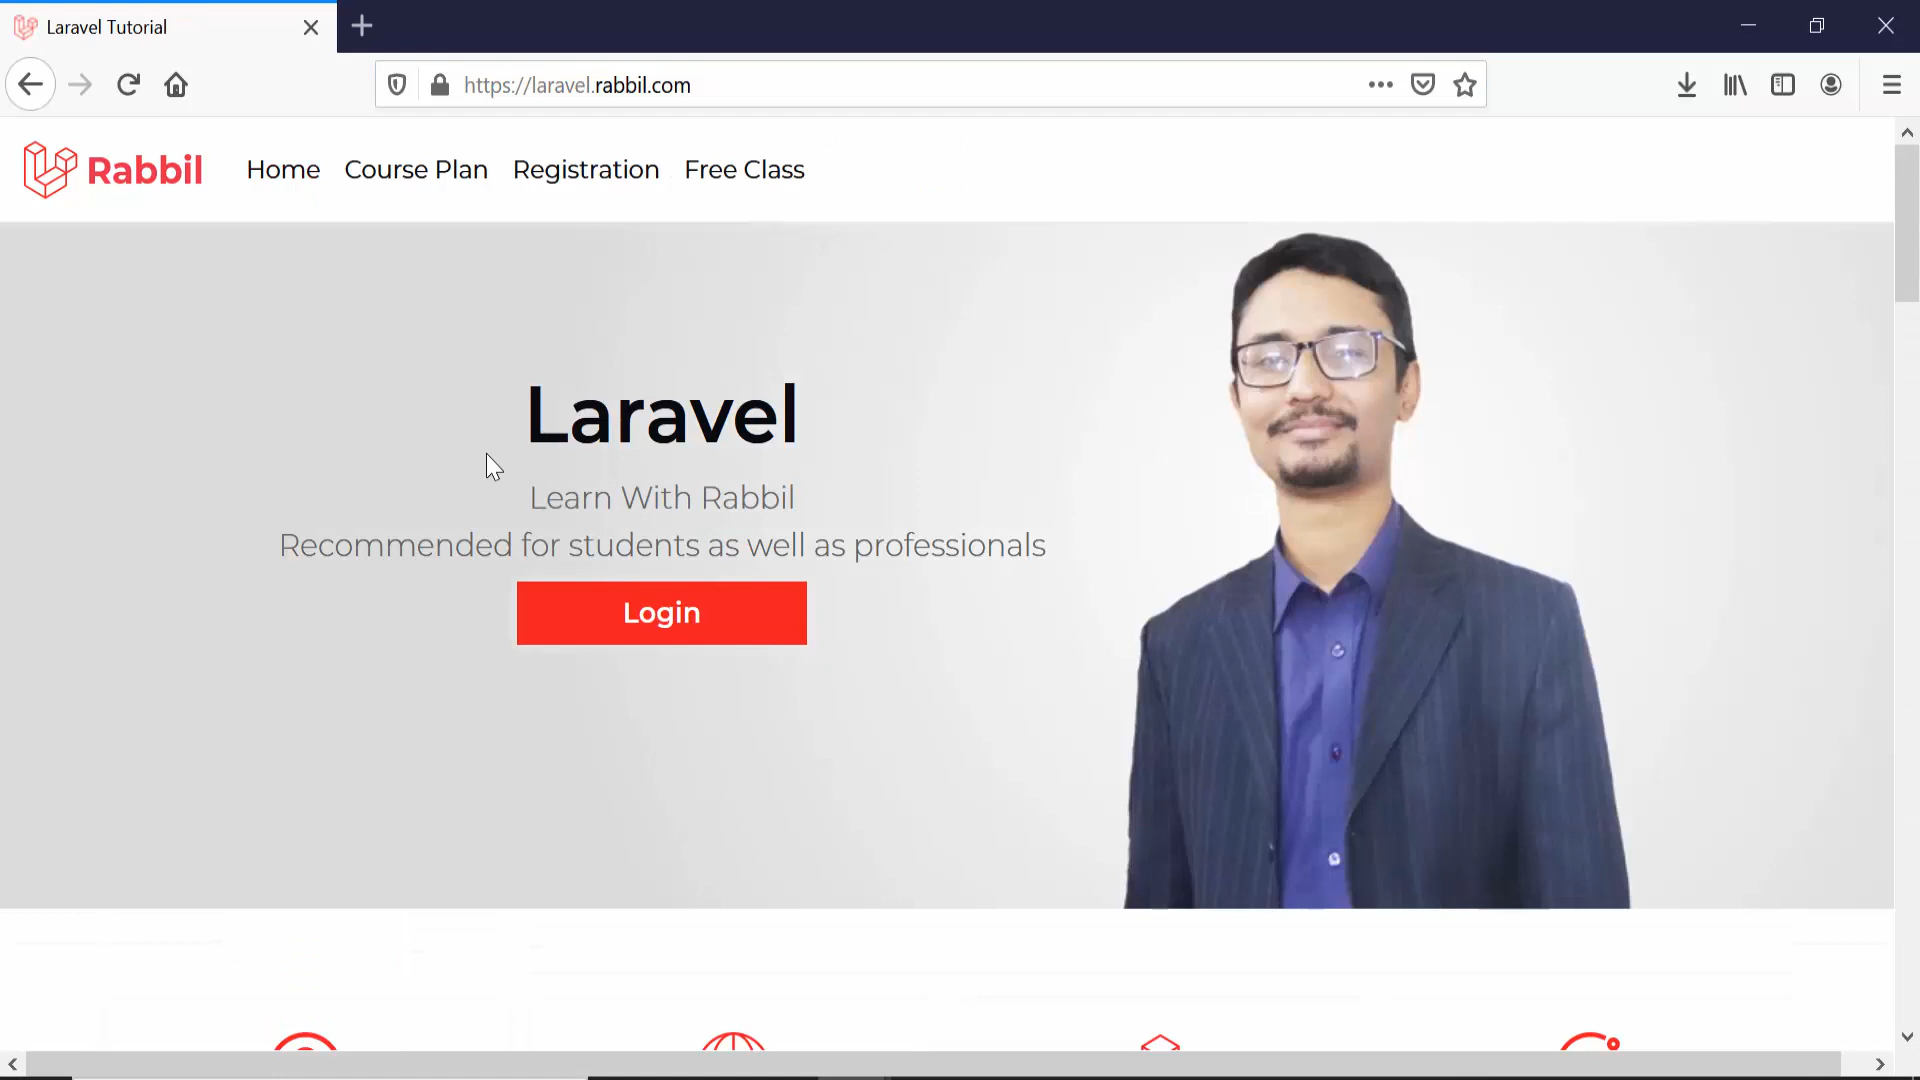 Laravel Tutorial
https://laravel.rabbil.com
Rabbil
Home
Course Plan
Registration
Free Class
Laravel
Learn With Rabbil
Recommended for students as well as professionals
Login